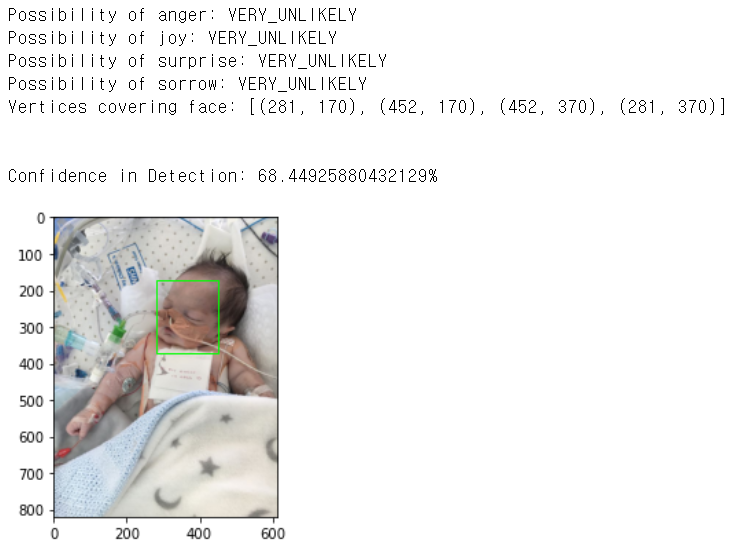 Possibility of anger: VERY_UNLIKELY
Possibility of joy: VERY_UNLIKELY
Possibility of surprise: VERY_UNLIKELY
Possibility of sorrow: VERY_UNLIKELY
Vertices covering face: [(281, 170), (452, 170), (452, 370), (281, 370)]
Confidence in Detection: 68.44925880432129%
0
100
200
300
400
500
600
700
800
0 200 400 600